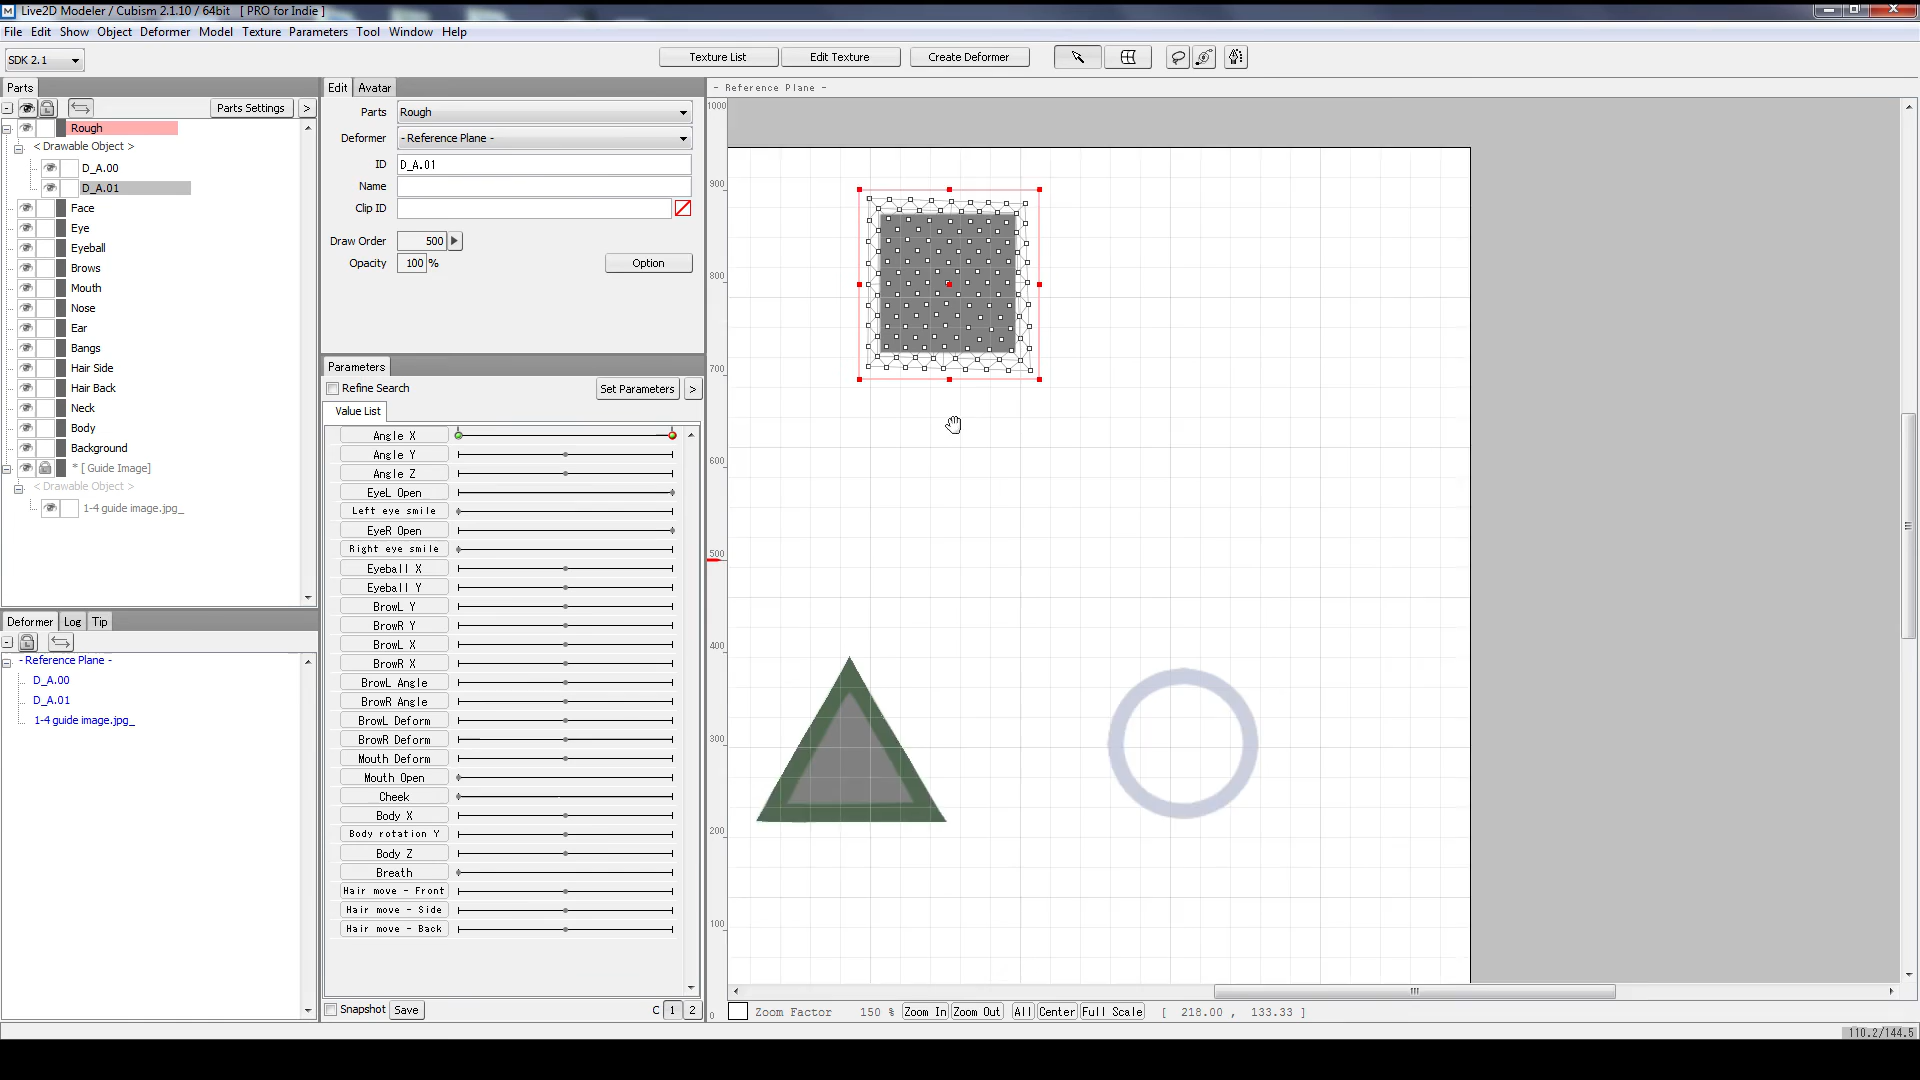 Live2D Modeler / Cubism 2.1.10 / 64bit   [ PRO for Indie ]
File Edit Show Object Deformer Model Texture Parameters Tool Window Help
SDK 2.1
Texture List
Edit Texture
Create Deformer
Parts
Parts Settings
>
Rough
< Drawable Object >
D_A.00
D_A.01
Face
Eye
Eyeball
Brows
Mouth
Nose
Ear
Bangs
Hair Side
Hair Back
Neck
Body
Background
* [ Guide Image]
< Drawable Object >
1-4 guide image.jpg_
Deformer Log Tip
- Reference Plane -
D_A.00
D_A.01
1-4 guide image.jpg_
Edit Avatar
Parts Rough
Deformer - Reference Plane -
ID D_A.01
Name
Clip ID
Draw Order 500
Opacity 100 %
Option
Parameters
Refine Search
Set Parameters >
Value List
Angle X
Angle Y
Angle Z
EyeL Open
Left eye smile
EyeR Open
Right eye smile
Eyeball X
Eyeball Y
BrowL Y
BrowR Y
BrowL X
BrowR X
BrowL Angle
BrowR Angle
BrowL Deform
BrowR Deform
Mouth Deform
Mouth Open
Cheek
Body X
Body rotation Y
Body Z
Breath
Hair move - Front
Hair move - Side
Hair move - Back
Snapshot Save C 1 2
- Reference Plane -
1000
900
800
700
600
500
400
300
200
100
0
Zoom Factor 150 % Zoom In Zoom Out All Center Full Scale [ 218.00 , 133.33 ]
110.2/144.5